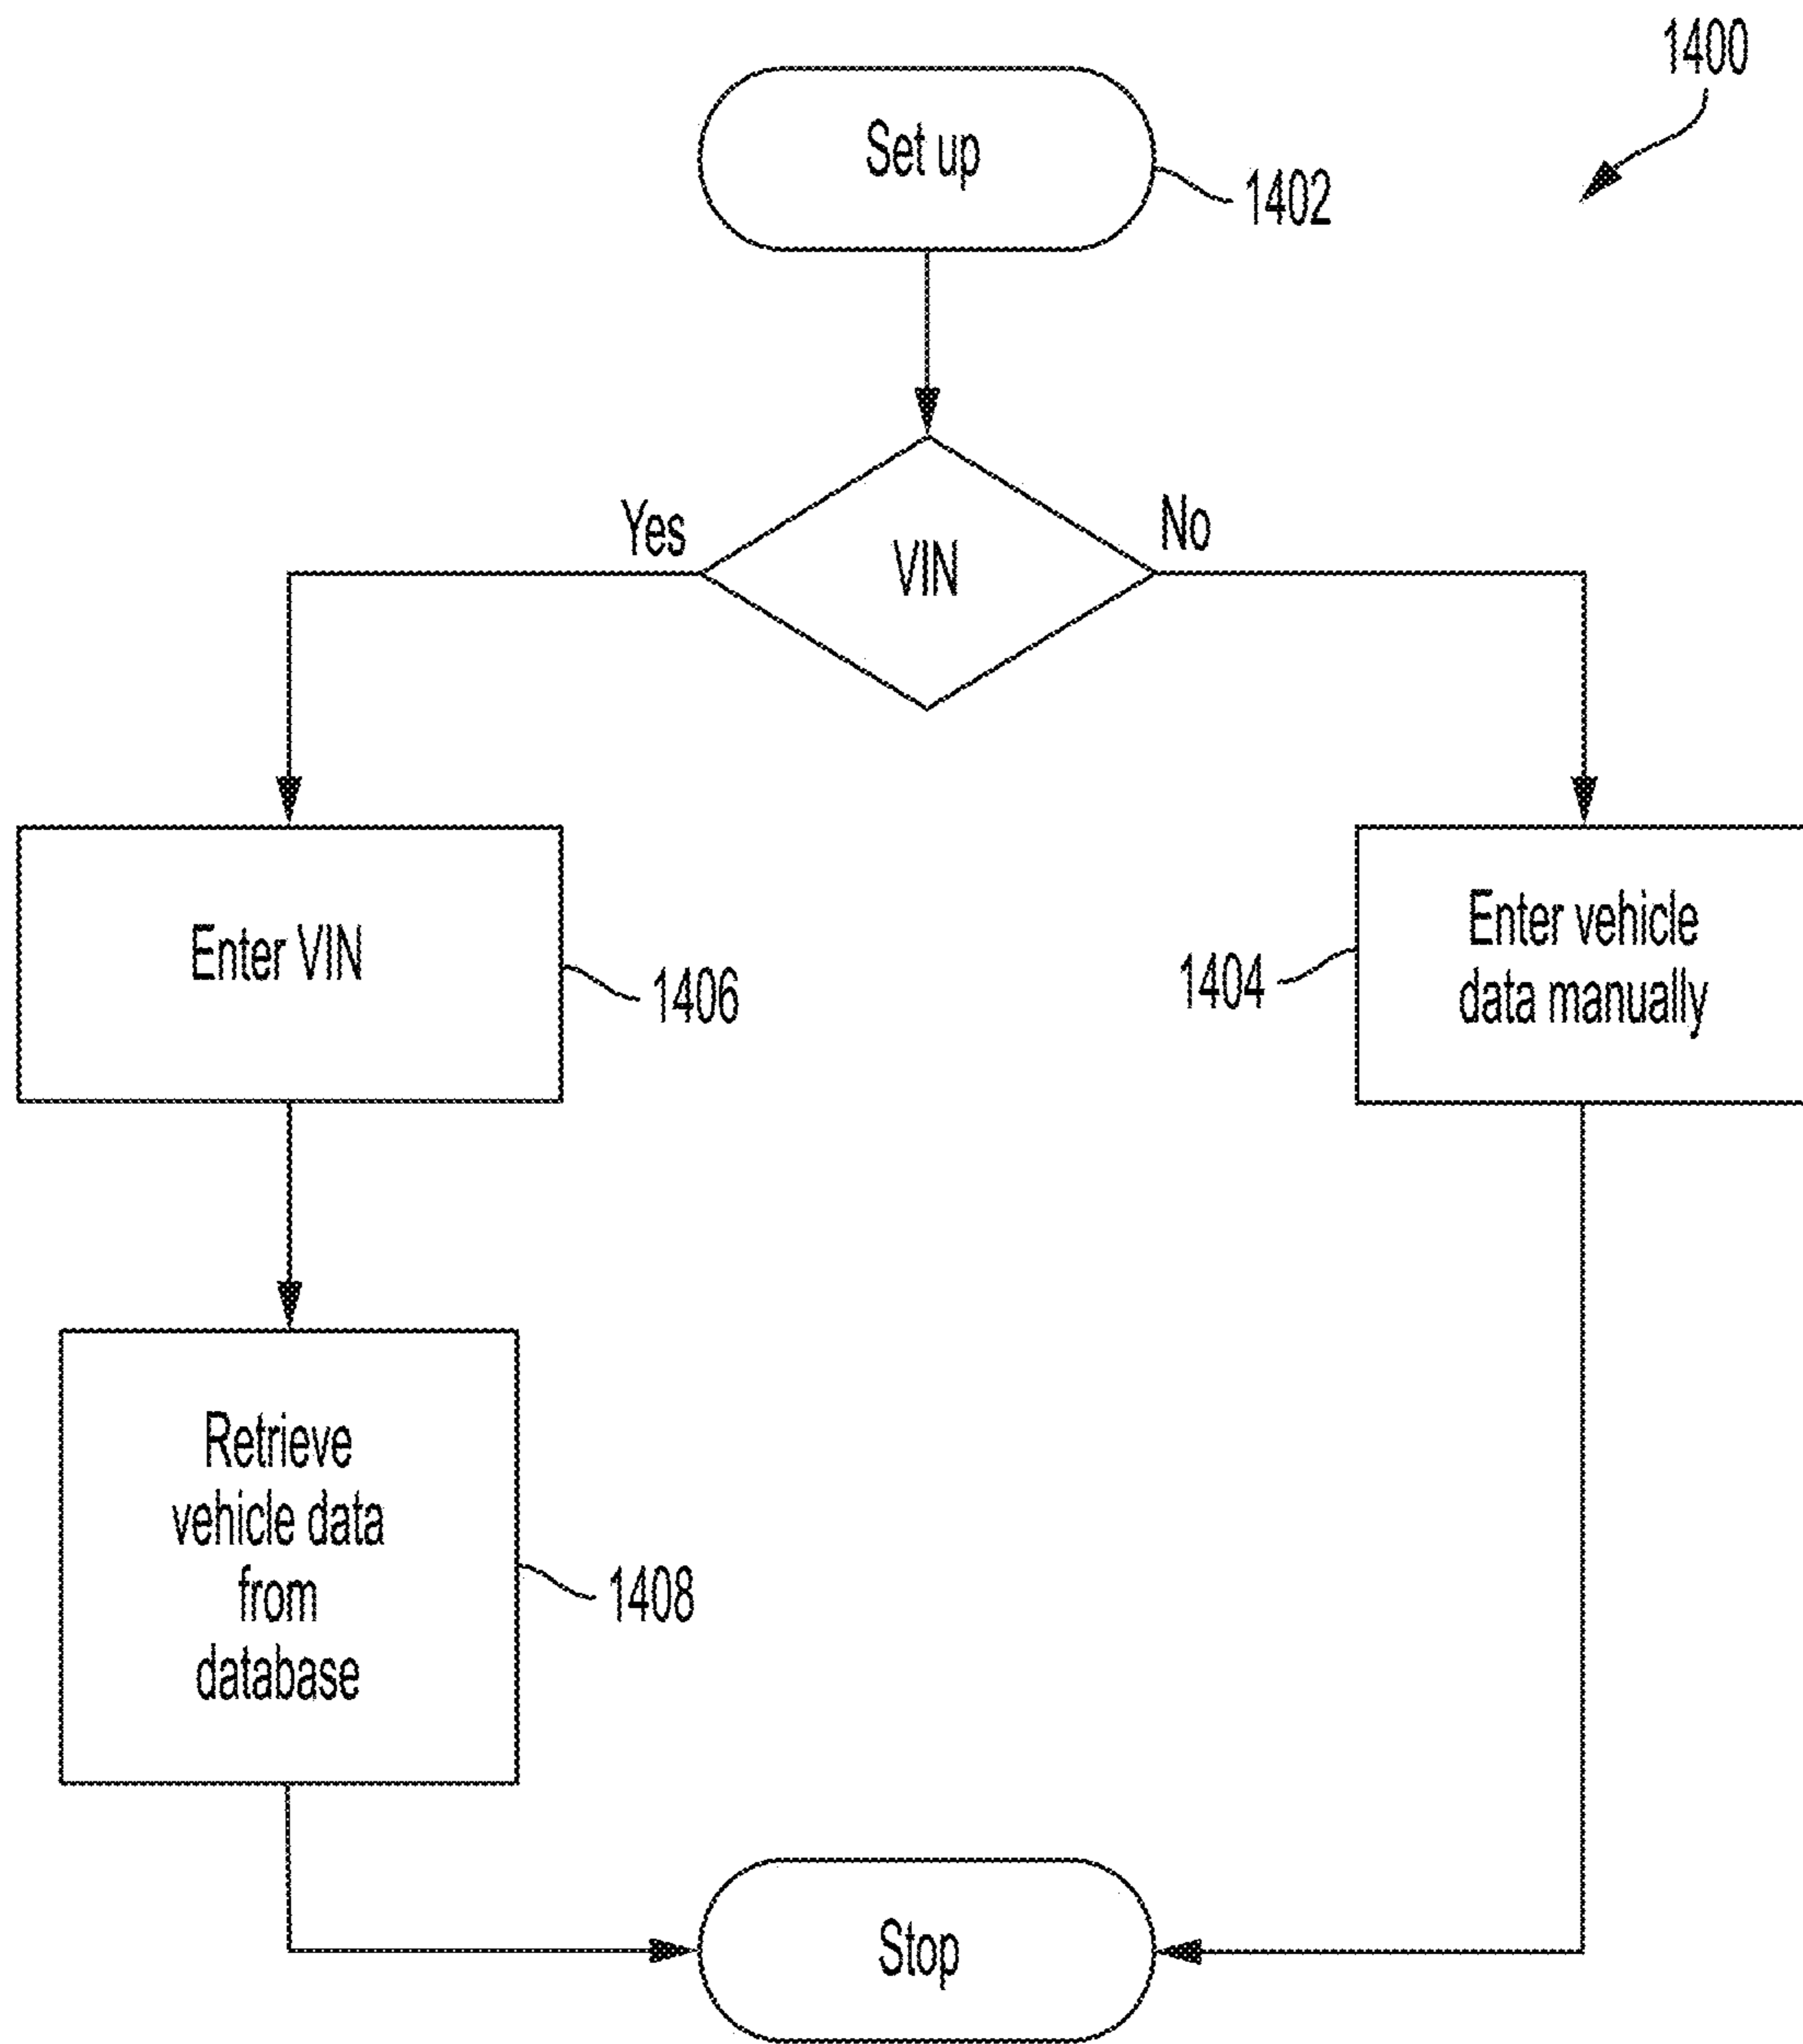 1400
Set up
1402
Yes
No
VIN
Enter VIN
1406
1404
Enter vehicle
data manually
Retrieve
vehicle data
from
database
1408
Stop